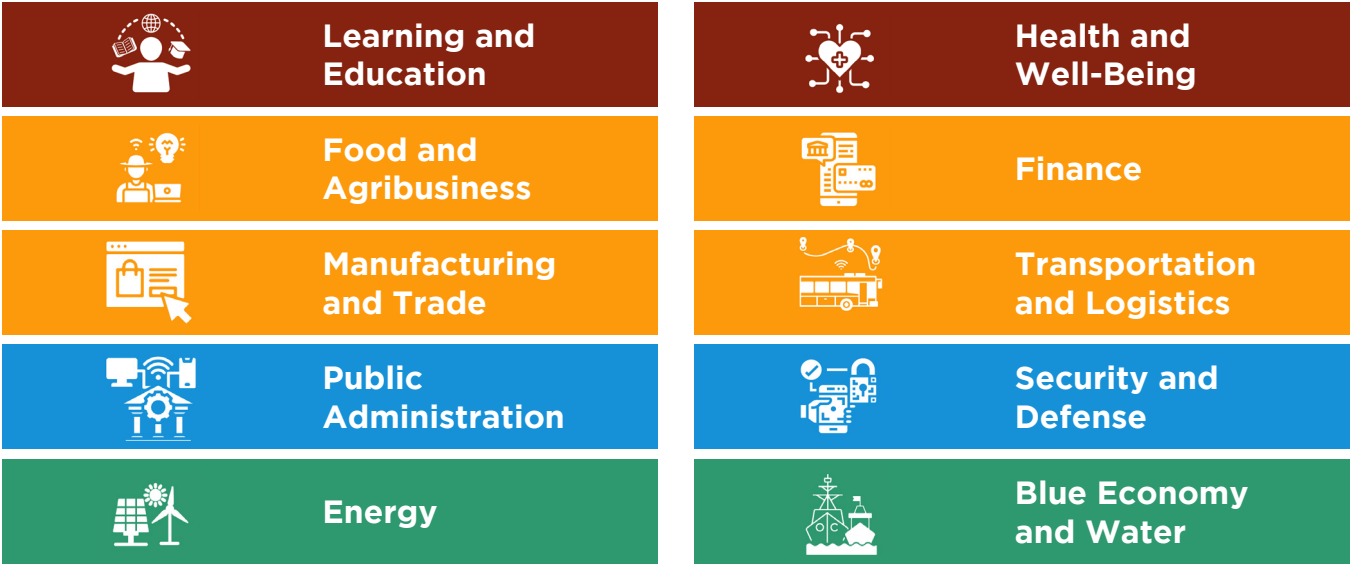 Learning and
Education
Health and
Well-Being
Food and
Agribusiness
Finance
Manufacturing
and Trade
Transportation
and Logistics
Public
Administration
Security and
Defense
Energy
Blue Economy
and Water